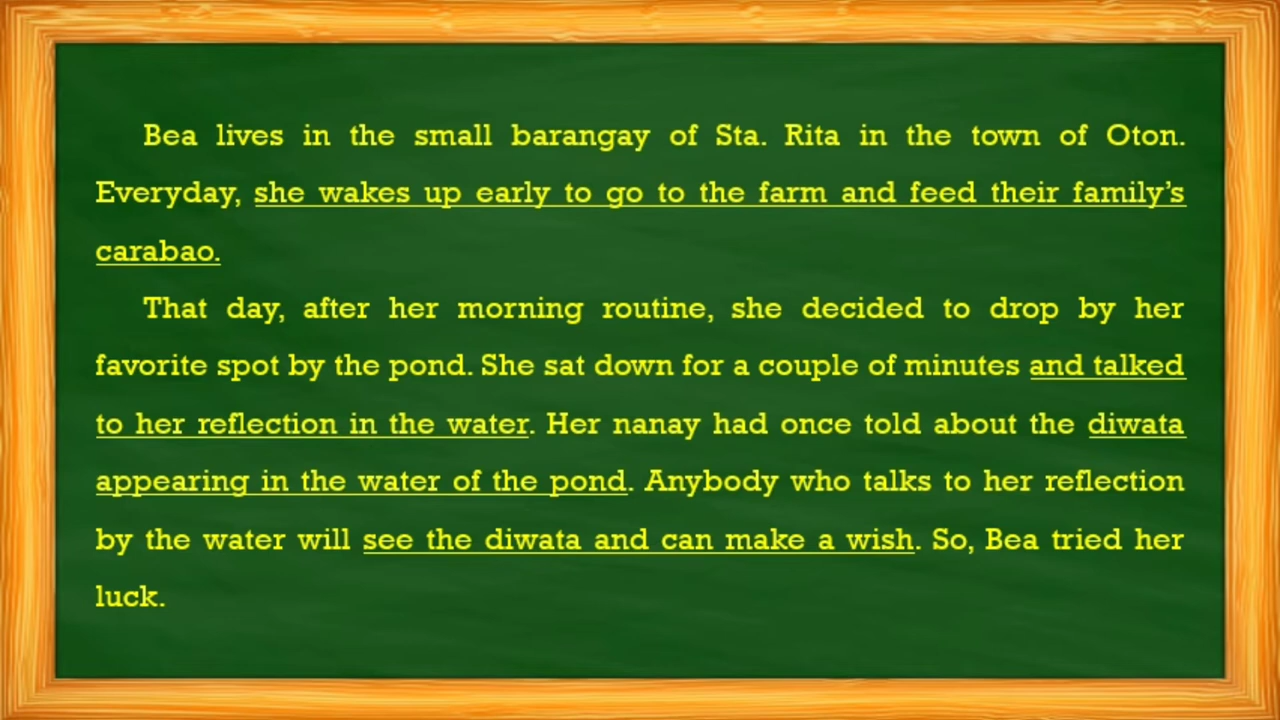 Bea lives in the small barangay of Sta. Rita in the town of Oton.
Everyday, she wakes up early to go to the farm and feed their family's
carabao.
That day, after her morning routine, she decided to drop by her
favorite spot by the pond. She sat down for a couple of minutes and talked
to her reflection in the water. Her nanay had once told about the diwata
appearing in the water of the pond. Anybody who talks to her reflection
by the water will see the diwata and can make a wish. So, Bea tried her
luck.